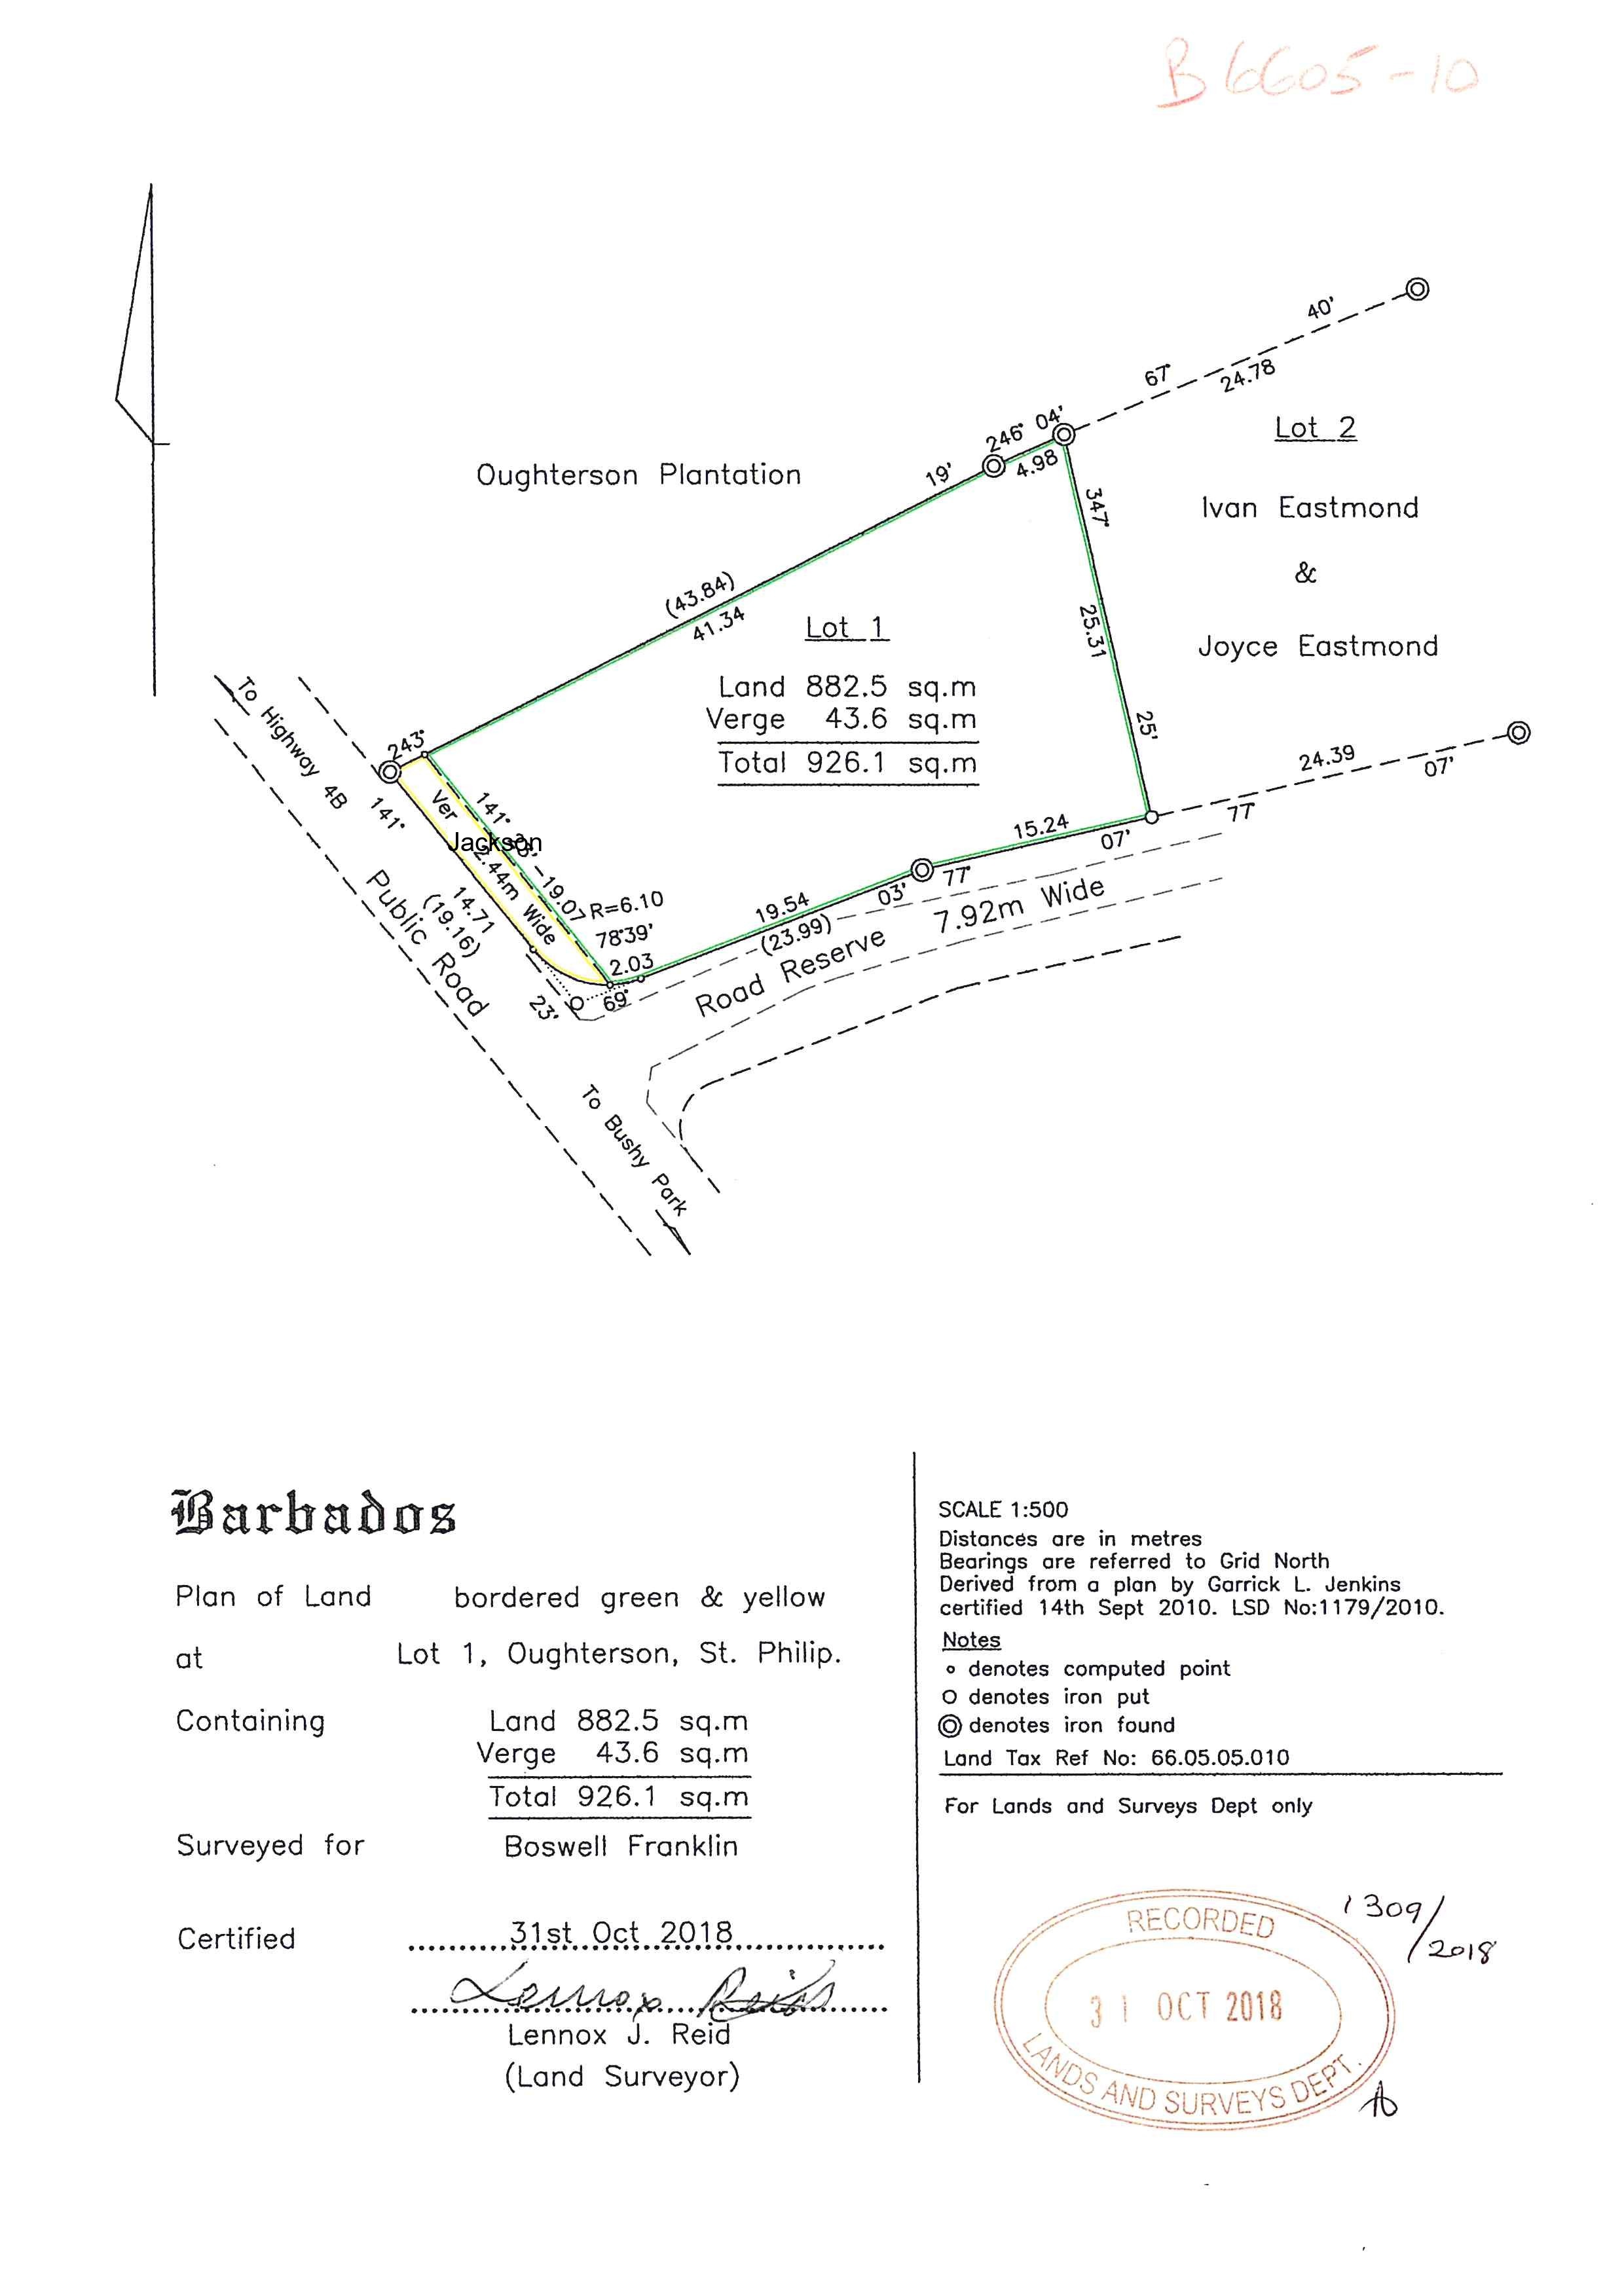 B6605-10
40'
67°
24.78
Lot 2
246° 04'
4.98
19'
Oughterson Plantation
347°
Ivan Eastmond
&
Joyce Eastmond
(43.84)
41.34
25.31
25'
Lot 1
Land 882.5 sq.m
Verge 43.6 sq.m
Total 926.1 sq.m
To Highway 4B
243°
141°
Ver
Jackson
2.44m Wide
141°
19.07
24.39
07'
77°
15.24
07'
77°
03'
19.54
(23.99)
R=6.10
78°39'
2.03
69°
14.71
(19.16)
23'
Public Road
Road Reserve 7.92m Wide
To Bushy Park
Barbados
Plan of Land bordered green & yellow
at Lot 1, Oughterson, St. Philip.
Containing Land 882.5 sq.m
Verge 43.6 sq.m
Total 926.1 sq.m
Surveyed for Boswell Franklin
Certified 31st Oct 2018
Lennox Reid
Lennox J. Reid
(Land Surveyor)
SCALE 1:500
Distances are in metres
Bearings are referred to Grid North
Derived from a plan by Garrick L. Jenkins
certified 14th Sept 2010. LSD No:1179/2010.
Notes
denotes computed point
denotes iron put
denotes iron found
Land Tax Ref No: 66.05.05.010
For Lands and Surveys Dept only
1309/2018
RECORDED
31 OCT 2018
LANDS AND SURVEYS DEPT.